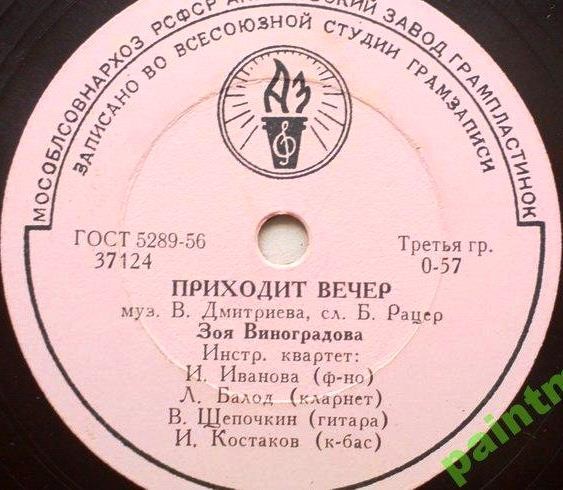 МОСОБЛСОВНАРХОЗ РСФСР ЗАВОД ГРАМПЛАСТИНОК
ЗАПИСАНО ВО ВСЕСОЮЗНОЙ СТУДИИ ГРАМЗАПИСИ
АЗ
ГОСТ 5289-56
37124
Третья гр.
0-57
ПРИХОДИТ ВЕЧЕР
муз. В. Дмитриева, сл. Б. Рацер
Зоя Виноградова
Инстр. квартет:
И. Иванова (ф-но)
Л. Балод (кларнет)
В. Щепочкин (гитара)
И. Костаков (к-бас)